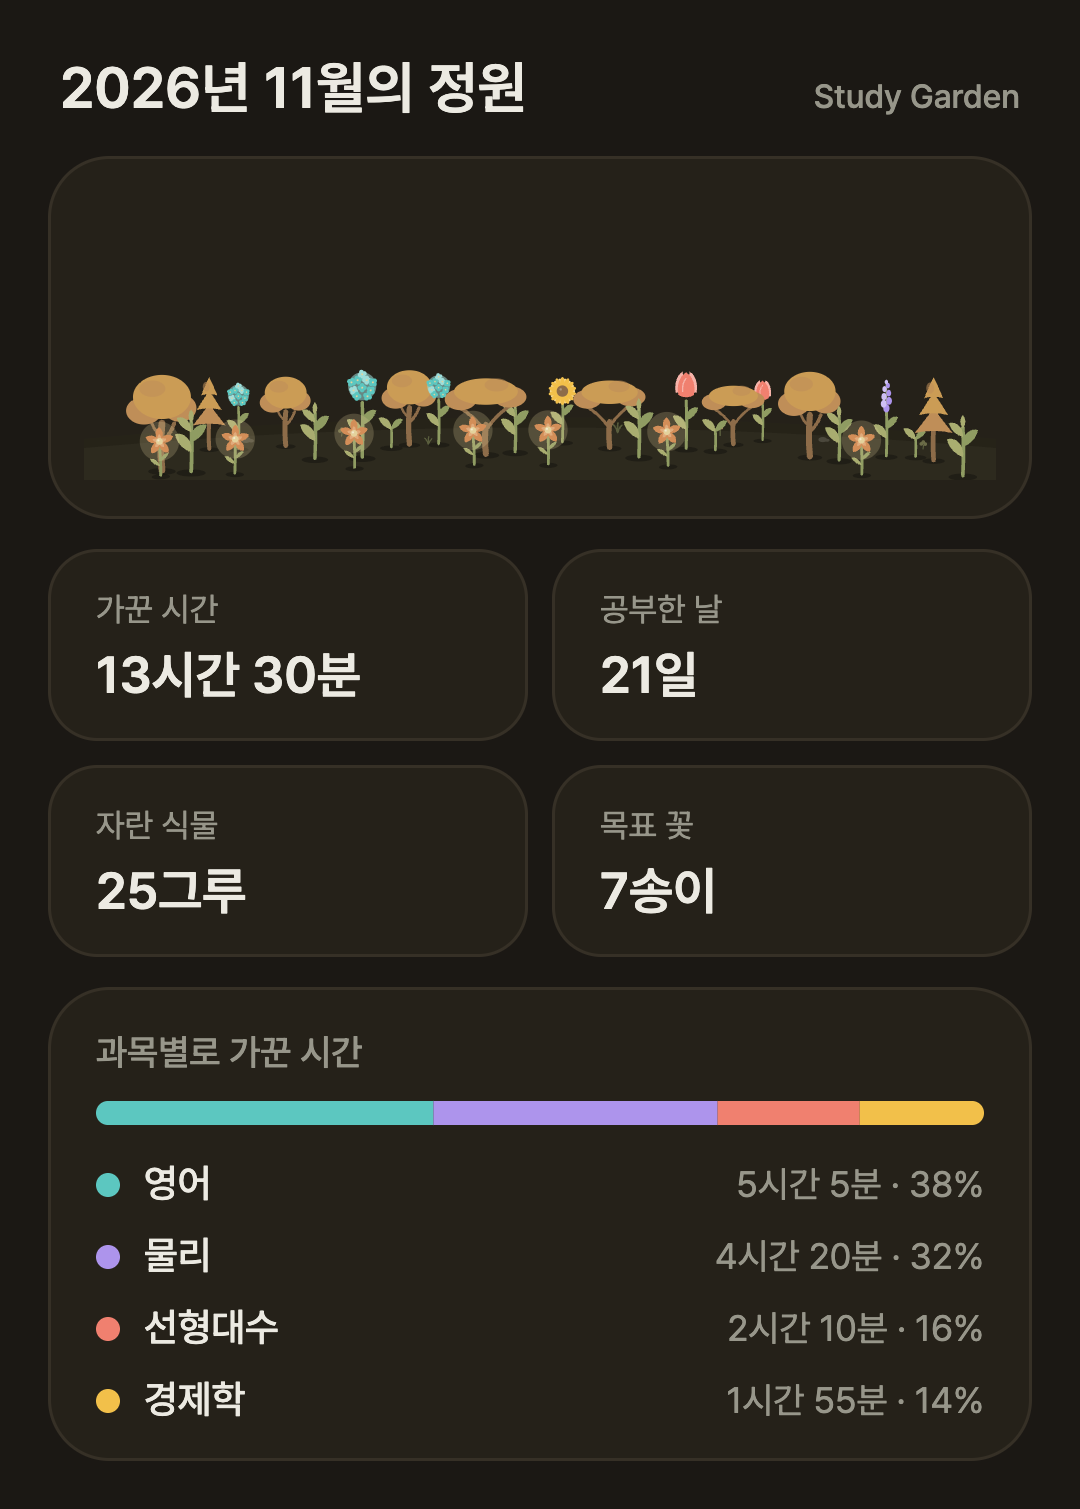 2026년 11월의 정원
Study Garden
가꾼 시간
13시간 30분
공부한 날
21일
자란 식물
25그루
목표 꽃
7송이
과목별로 가꾼 시간
영어 5시간 5분 · 38%
물리 4시간 20분 · 32%
선형대수 2시간 10분 · 16%
경제학 1시간 55분 · 14%